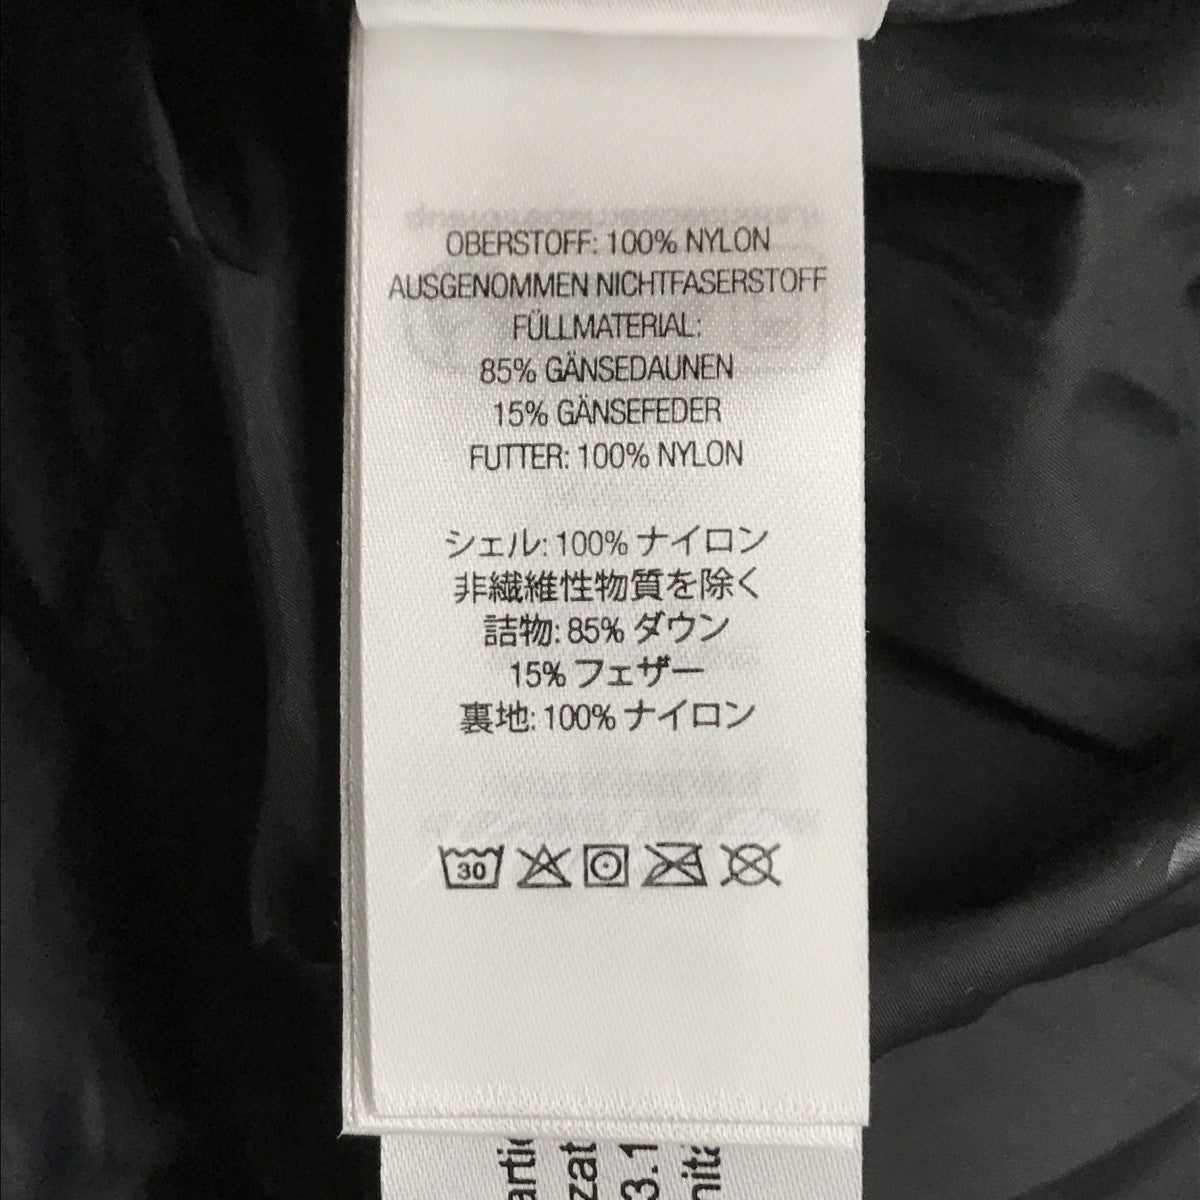 OBERSTOFF: 100% NYLON
AUSGENOMMEN NICHTFASERSTOFF
FÜLLMATERIAL:
85% GÄNSEDAUNEN
15% GÄNSEFEDER
FUTTER: 100% NYLON
シェル: 100% ナイロン
非繊維性物質を除く
詰物: 85% ダウン
15% フェザー
裏地: 100% ナイロン
30
3.1